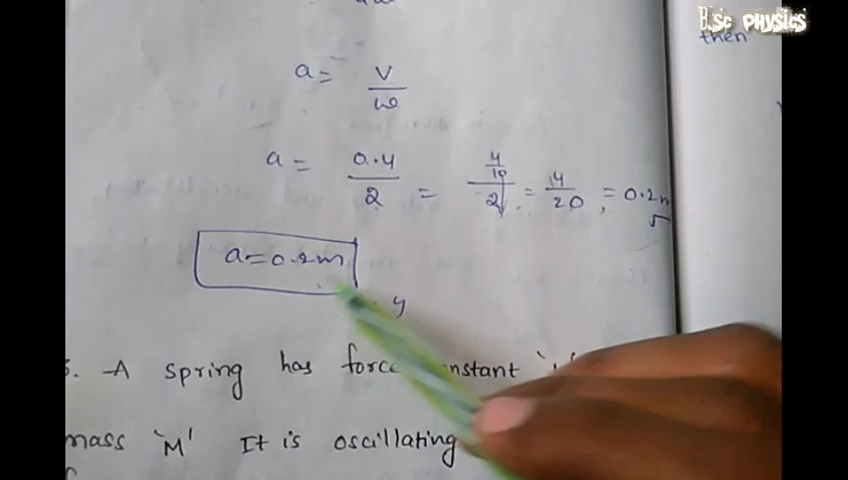 B.sc PHYSICS
then
a = V / ω
a = 0.4 / 2 = 4/10 / 2 = 4 / 20 = 0.2m
a = 0.2m
A spring has force
mass 'M' It is oscillating